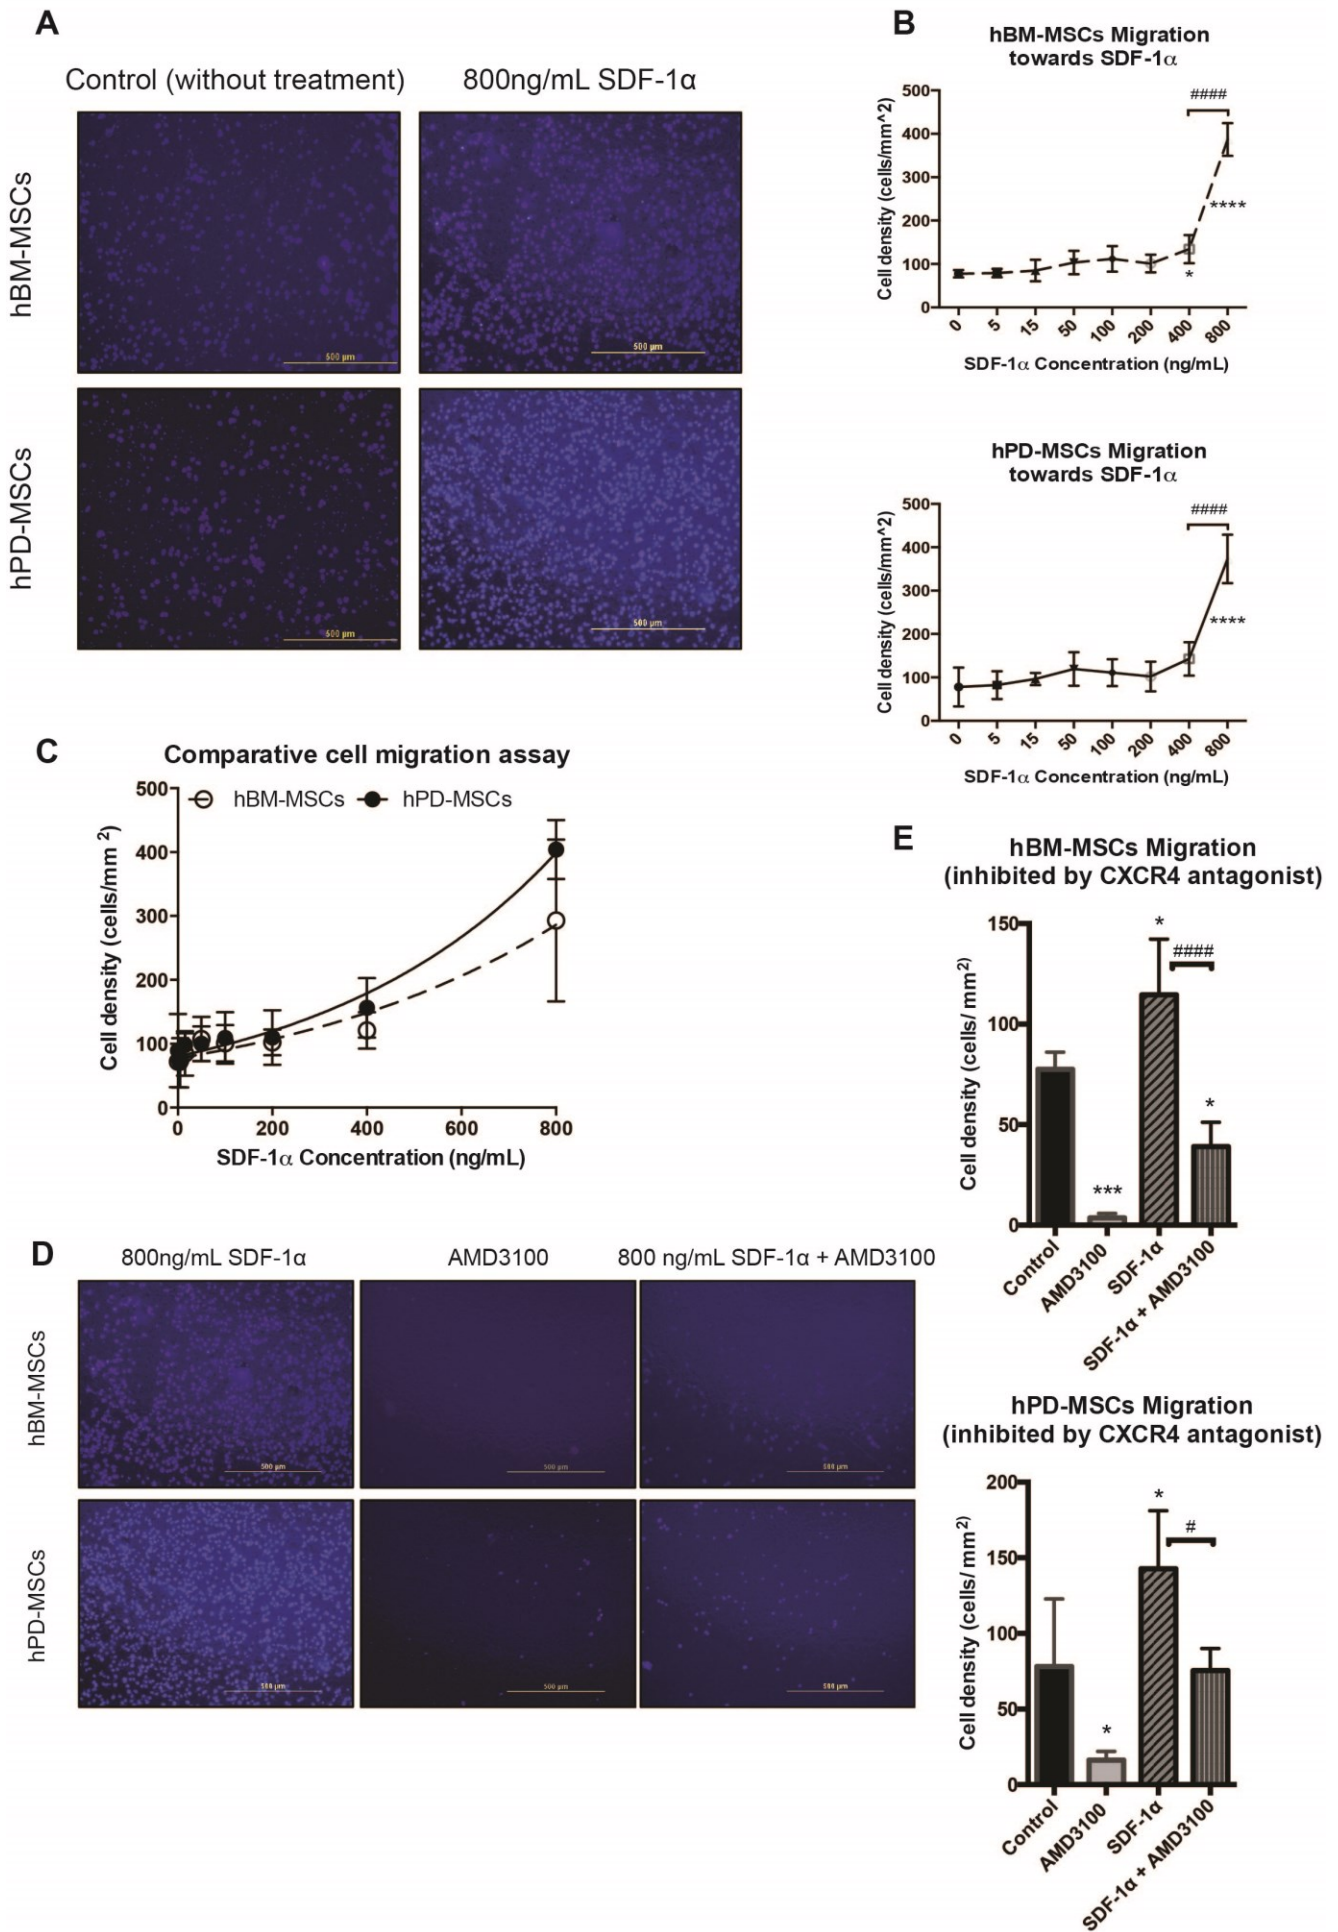 A
Control (without treatment)
800ng/mL SDF-1α
hBM-MSCs
500 µm
500 µm
hPD-MSCs
500 µm
500 µm
B
hBM-MSCs Migration
towards SDF-1α
Cell density (cells/mm^2)
500
400
300
200
100
0
####
****
*
0
5
15
50
100
200
400
800
SDF-1α Concentration (ng/mL)
hPD-MSCs Migration
towards SDF-1α
Cell density (cells/mm^2)
500
400
300
200
100
0
####
****
0
5
15
50
100
200
400
800
SDF-1α Concentration (ng/mL)
C
Comparative cell migration assay
hBM-MSCs
hPD-MSCs
Cell density (cells/mm 2)
500
400
300
200
100
0
0
200
400
600
800
SDF-1α Concentration (ng/mL)
D
800ng/mL SDF-1α
AMD3100
800 ng/mL SDF-1α + AMD3100
hBM-MSCs
500 µm
500 µm
500 µm
hPD-MSCs
500 µm
500 µm
500 µm
E
hBM-MSCs Migration
(inhibited by CXCR4 antagonist)
Cell density (cells/ mm2)
150
100
50
0
***
*
####
*
Control
AMD3100
SDF-1α
SDF-1α + AMD3100
hPD-MSCs Migration
(inhibited by CXCR4 antagonist)
Cell density (cells/ mm2)
200
150
100
50
0
*
*
#
Control
AMD3100
SDF-1α
SDF-1α + AMD3100